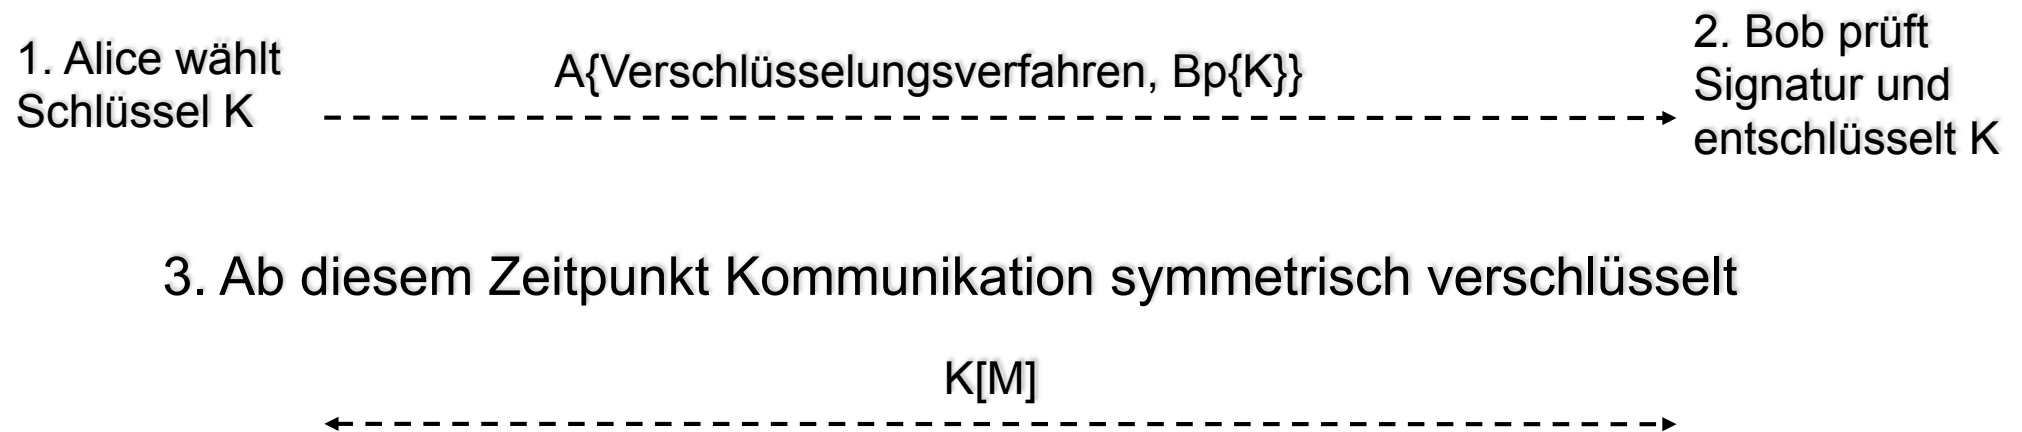 1. Alice wählt
Schlüssel K
A{Verschlüsselungsverfahren, Bp{K}}
2. Bob prüft
Signatur und
entschlüsselt K
3. Ab diesem Zeitpunkt Kommunikation symmetrisch verschlüsselt
K[M]